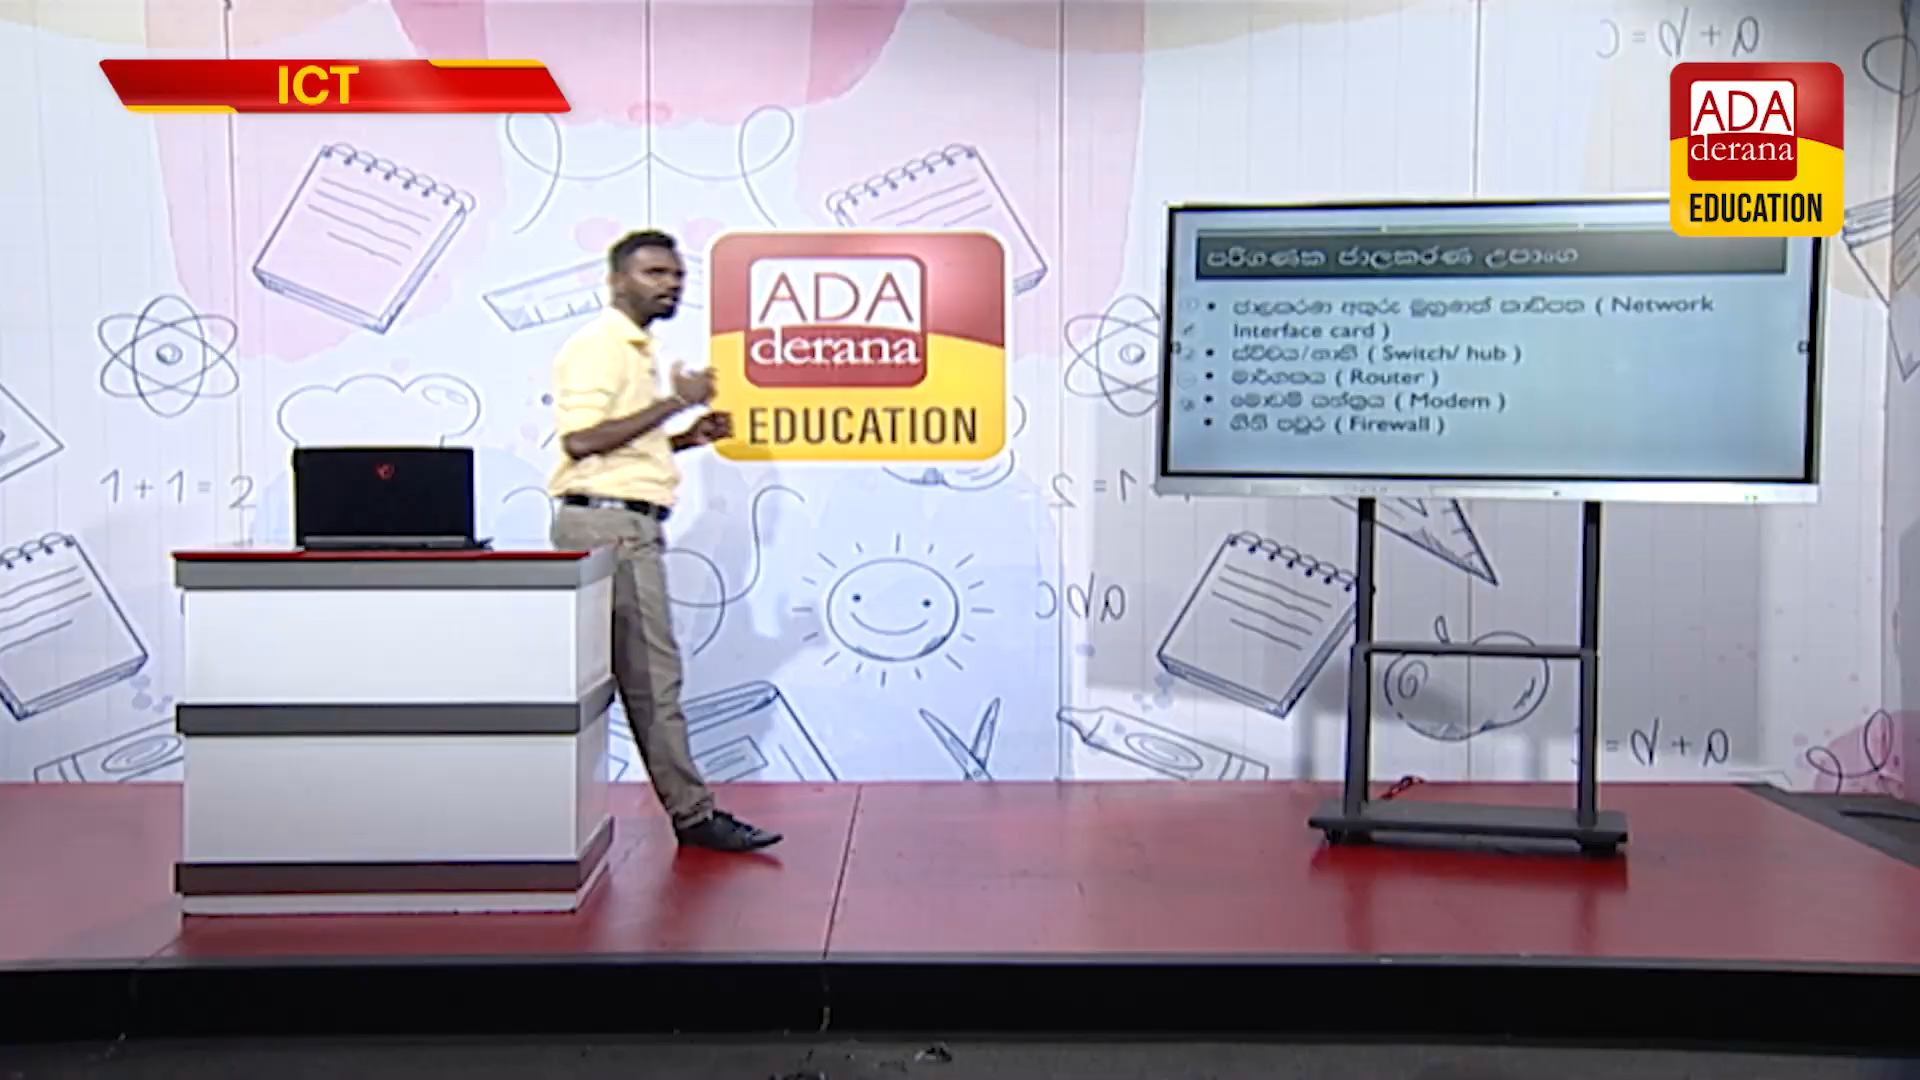 ICT
ADA
derana
EDUCATION
ADA
derana
EDUCATION
පරිගණක ජාලකරණ උපාංග
• ජාලකරණ අතුරු මුහුණත් කාඩ්පත ( Network
Interface card )
• ස්විචය/නාභි ( Switch/ hub )
• මාර්ගකය ( Router )
• මොඩම් යන්ත්‍රය ( Modem )
• ගිනි පවුර ( Firewall )
1 + 1 = 2